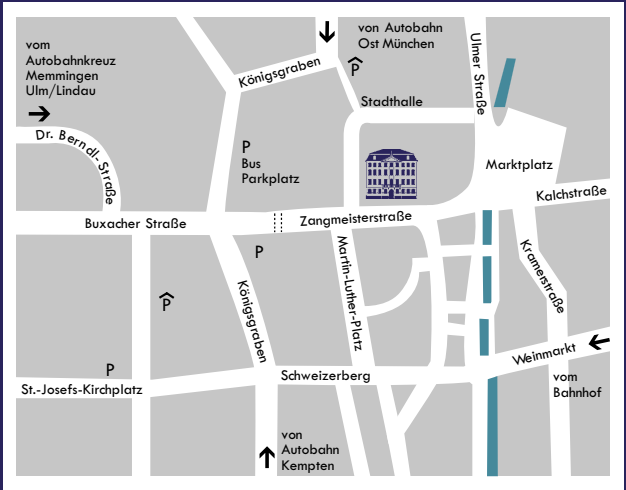 von Autobahn
Ost München
vom
Autobahnkreuz
Memmingen
Ulm/Lindau
Königsgraben
P
Ulmer Straße
Stadthalle
Dr. Berndl-Straße
P
Bus
Parkplatz
Marktplatz
Kalchstraße
Buxacher Straße
Zangmeisterstraße
P
Martin-Luther-Platz
Kramerstraße
Königsgraben
P
Weinmarkt
P
St.-Josefs-Kirchplatz
Schweizerberg
vom
Bahnhof
von
Autobahn
Kempten